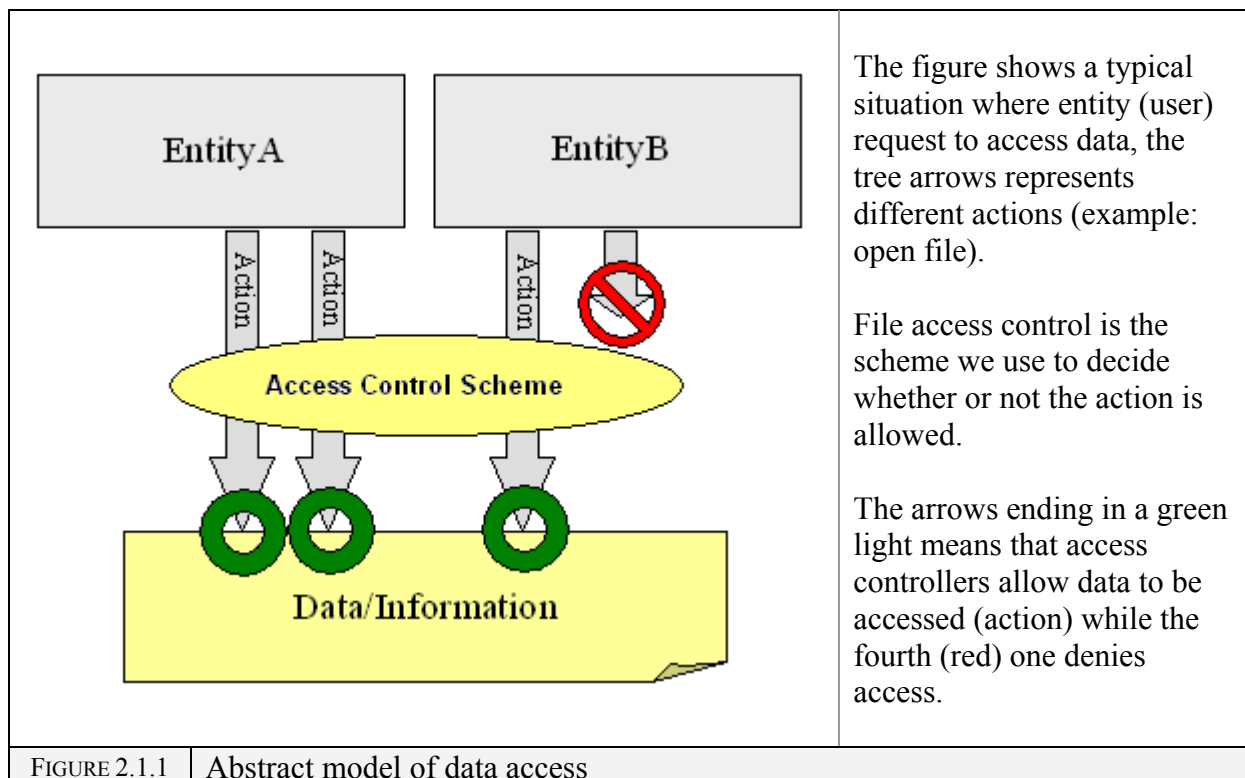 EntityA
EntityB
Action
Action
Action
Access Control Scheme
Data/Information
The figure shows a typical
situation where entity (user)
request to access data, the
tree arrows represents
different actions (example:
open file).
File access control is the
scheme we use to decide
whether or not the action is
allowed.
The arrows ending in a green
light means that access
controllers allow data to be
accessed (action) while the
fourth (red) one denies
access.
FIGURE 2.1.1 Abstract model of data access